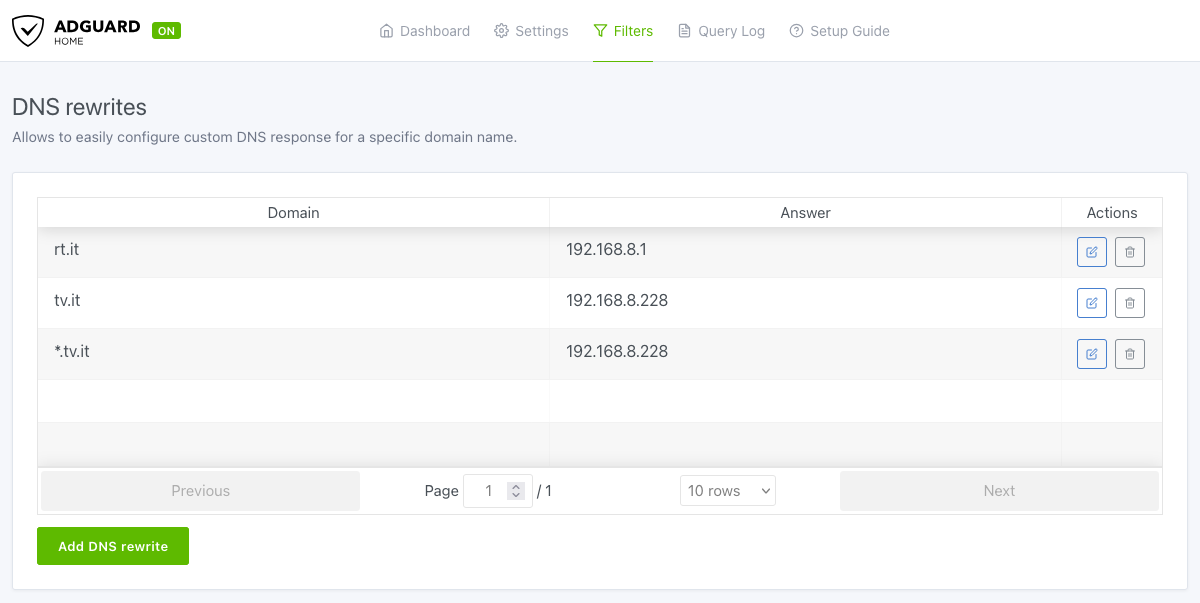 ADGUARD
HOME
ON
Dashboard Settings Filters Query Log Setup Guide
DNS rewrites
Allows to easily configure custom DNS response for a specific domain name.
Domain Answer Actions
rt.it 192.168.8.1
tv.it 192.168.8.228
*.tv.it 192.168.8.228
Previous Page 1 / 1 10 rows Next
Add DNS rewrite